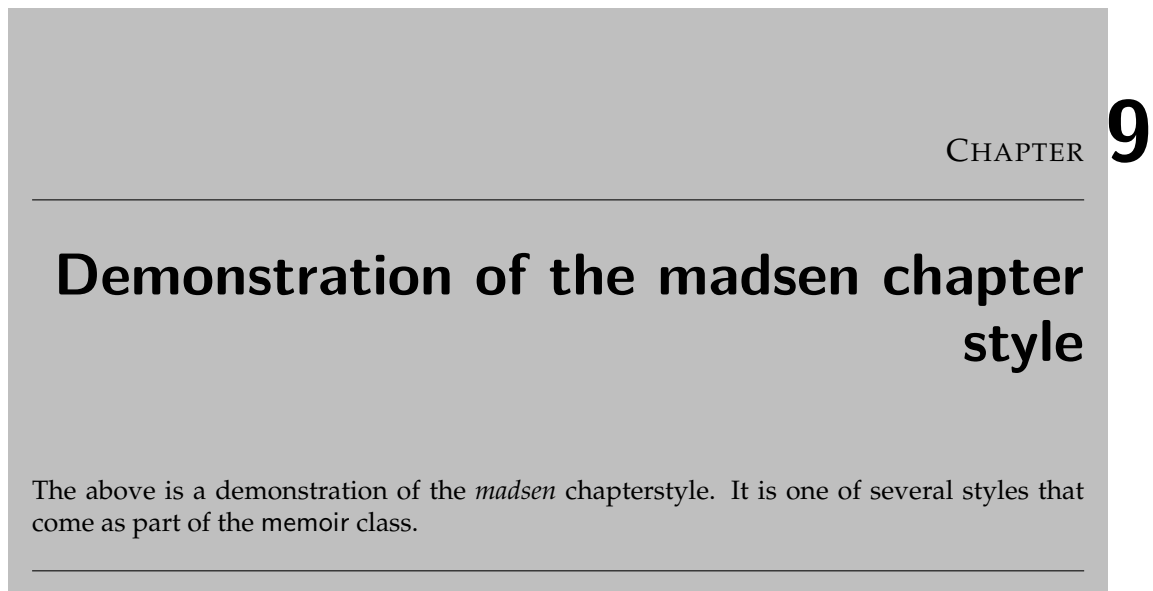 CHAPTER 9
Demonstration of the madsen chapter
style
The above is a demonstration of the madsen chapterstyle. It is one of several styles that
come as part of the memoir class.